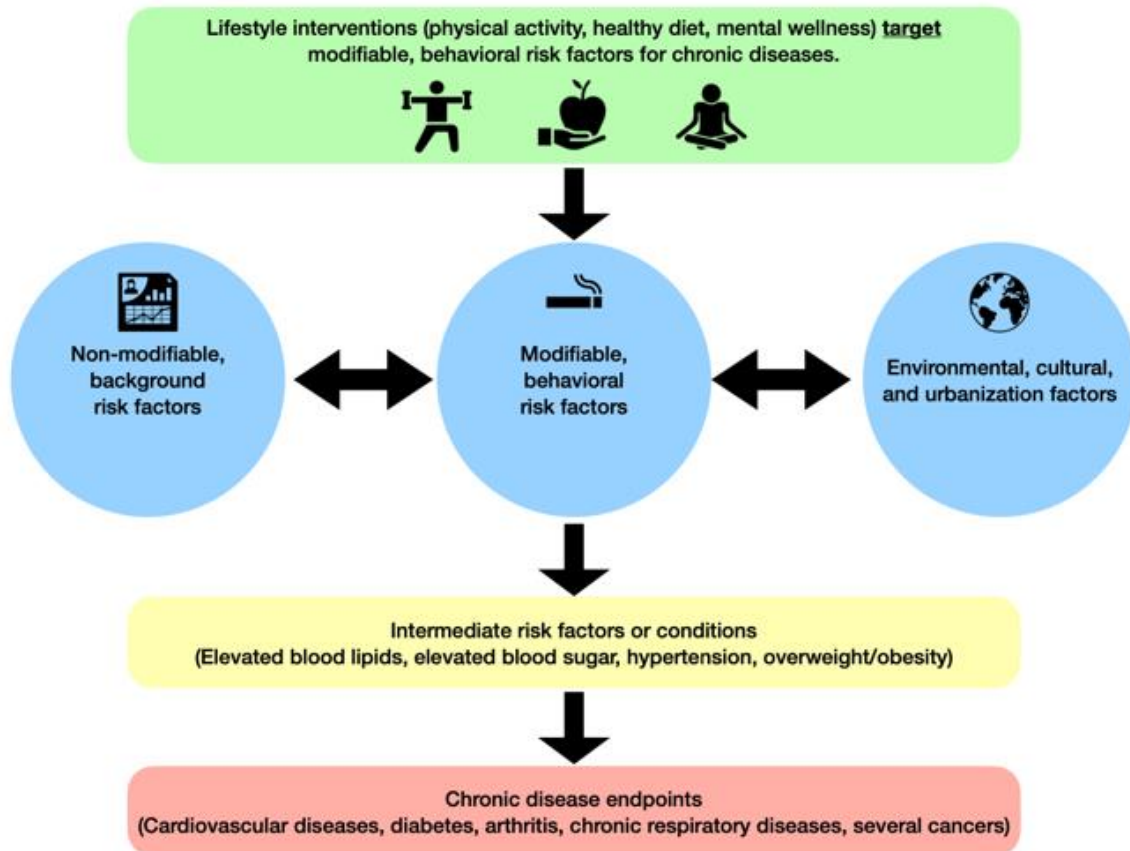 Lifestyle interventions (physical activity, healthy diet, mental wellness) target
modifiable, behavioral risk factors for chronic diseases.
Non-modifiable,
background
risk factors
Modifiable,
behavioral
risk factors
Environmental, cultural,
and urbanization factors
Intermediate risk factors or conditions
(Elevated blood lipids, elevated blood sugar, hypertension, overweight/obesity)
Chronic disease endpoints
(Cardiovascular diseases, diabetes, arthritis, chronic respiratory diseases, several cancers)